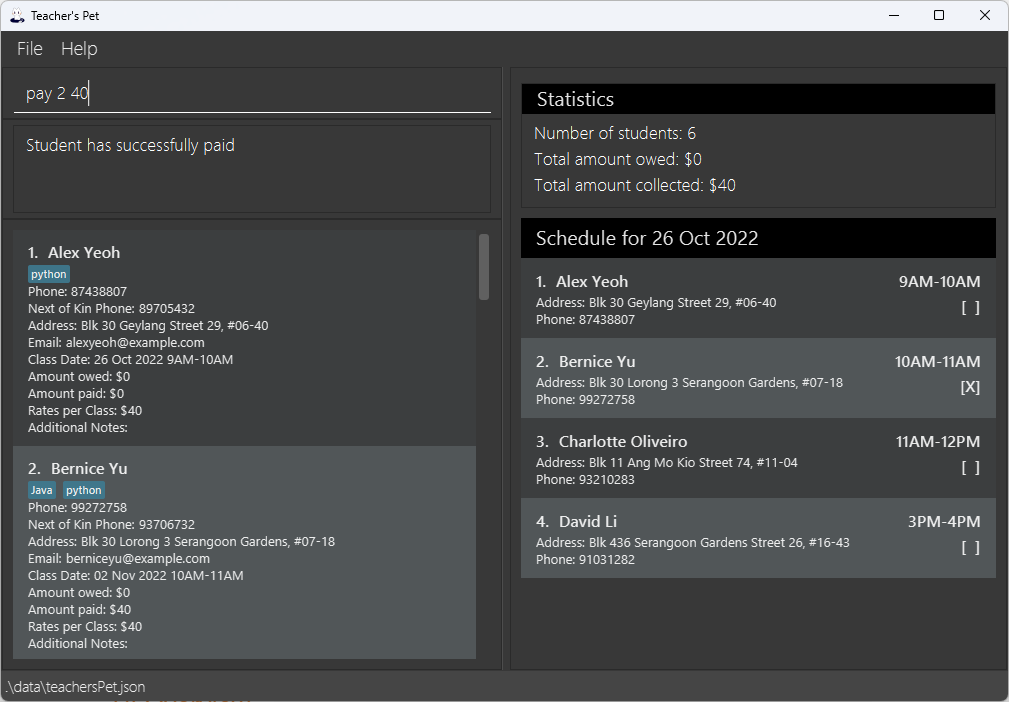 Teacher's Pet
File Help
pay 2 40
Student has successfully paid
1. Alex Yeoh
python
Phone: 87438807
Next of Kin Phone: 89705432
Address: Blk 30 Geylang Street 29, #06-40
Email: alexyeoh@example.com
Class Date: 26 Oct 2022 9AM-10AM
Amount owed: $0
Amount paid: $0
Rates per Class: $40
Additional Notes:
2. Bernice Yu
Java python
Phone: 99272758
Next of Kin Phone: 93706732
Address: Blk 30 Lorong 3 Serangoon Gardens, #07-18
Email: berniceyu@example.com
Class Date: 02 Nov 2022 10AM-11AM
Amount owed: $0
Amount paid: $40
Rates per Class: $40
Additional Notes:
Statistics
Number of students: 6
Total amount owed: $0
Total amount collected: $40
Schedule for 26 Oct 2022
1. Alex Yeoh 9AM-10AM
Address: Blk 30 Geylang Street 29, #06-40 [ ]
Phone: 87438807
2. Bernice Yu 10AM-11AM
Address: Blk 30 Lorong 3 Serangoon Gardens, #07-18 [X]
Phone: 99272758
3. Charlotte Oliveiro 11AM-12PM
Address: Blk 11 Ang Mo Kio Street 74, #11-04 [ ]
Phone: 93210283
4. David Li 3PM-4PM
Address: Blk 436 Serangoon Gardens Street 26, #16-43 [ ]
Phone: 91031282
.\data\teachersPet.json